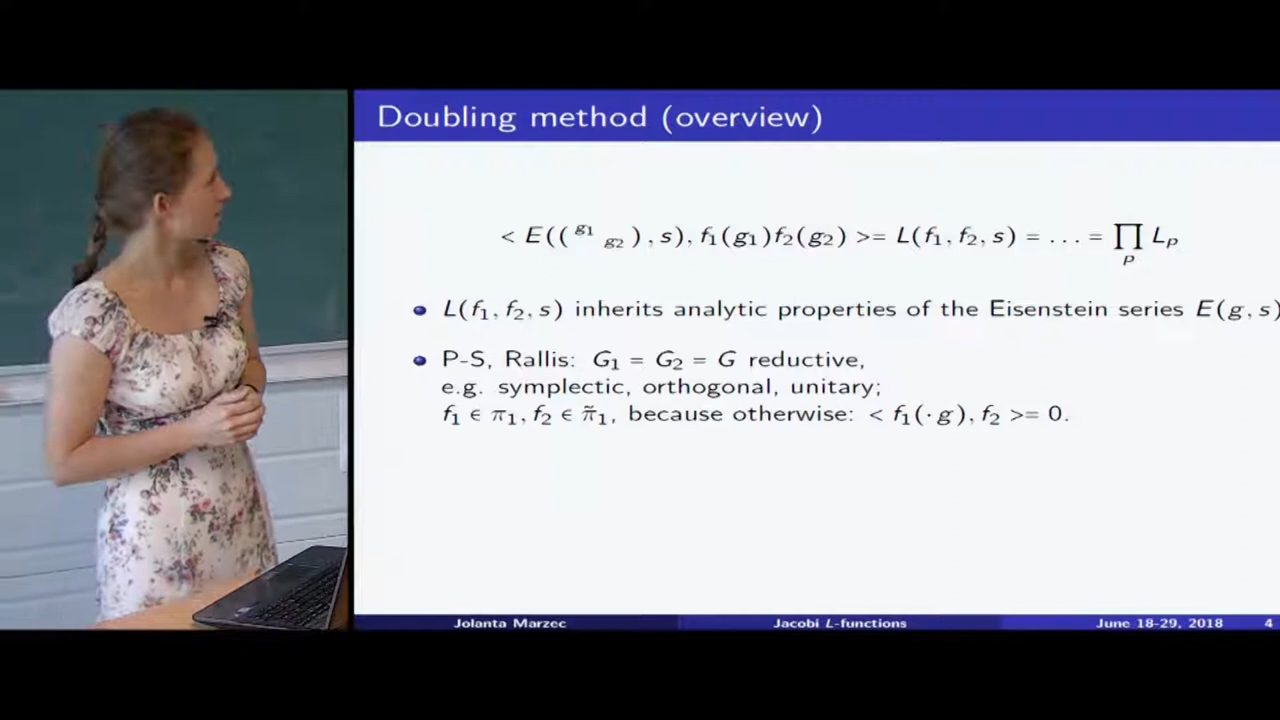 Doubling method (overview)
< E(( g₁ g₂ ), s), f₁(g₁)f₂(g₂) >= L(f₁, f₂, s) = . . . = ∏ₚ Lₚ
L(f₁, f₂, s) inherits analytic properties of the Eisenstein series E(g, s)
P-S, Rallis: G₁ = G₂ = G reductive,
e.g. symplectic, orthogonal, unitary;
f₁ ∈ π₁, f₂ ∈ π̃₁, because otherwise: < f₁(· g), f₂ >= 0.
Jolanta Marzec Jacobi L-functions June 18-29, 2018 4